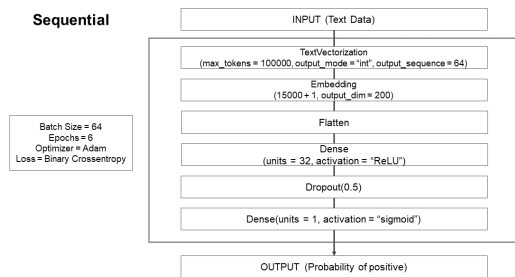 Sequential
INPUT (Text Data)
TextVectorization
(max_tokens = 100000, output_mode = "int", output_sequence = 64)
Embedding
(15000 + 1, output_dim = 200)
Flatten
Batch Size = 64
Epochs = 6
Optimizer = Adam
Loss = Binary Crossentropy
Dense
(units = 32, activation = "ReLU")
Dropout(0.5)
Dense(units = 1, activation = "sigmoid")
OUTPUT (Probability of positive)